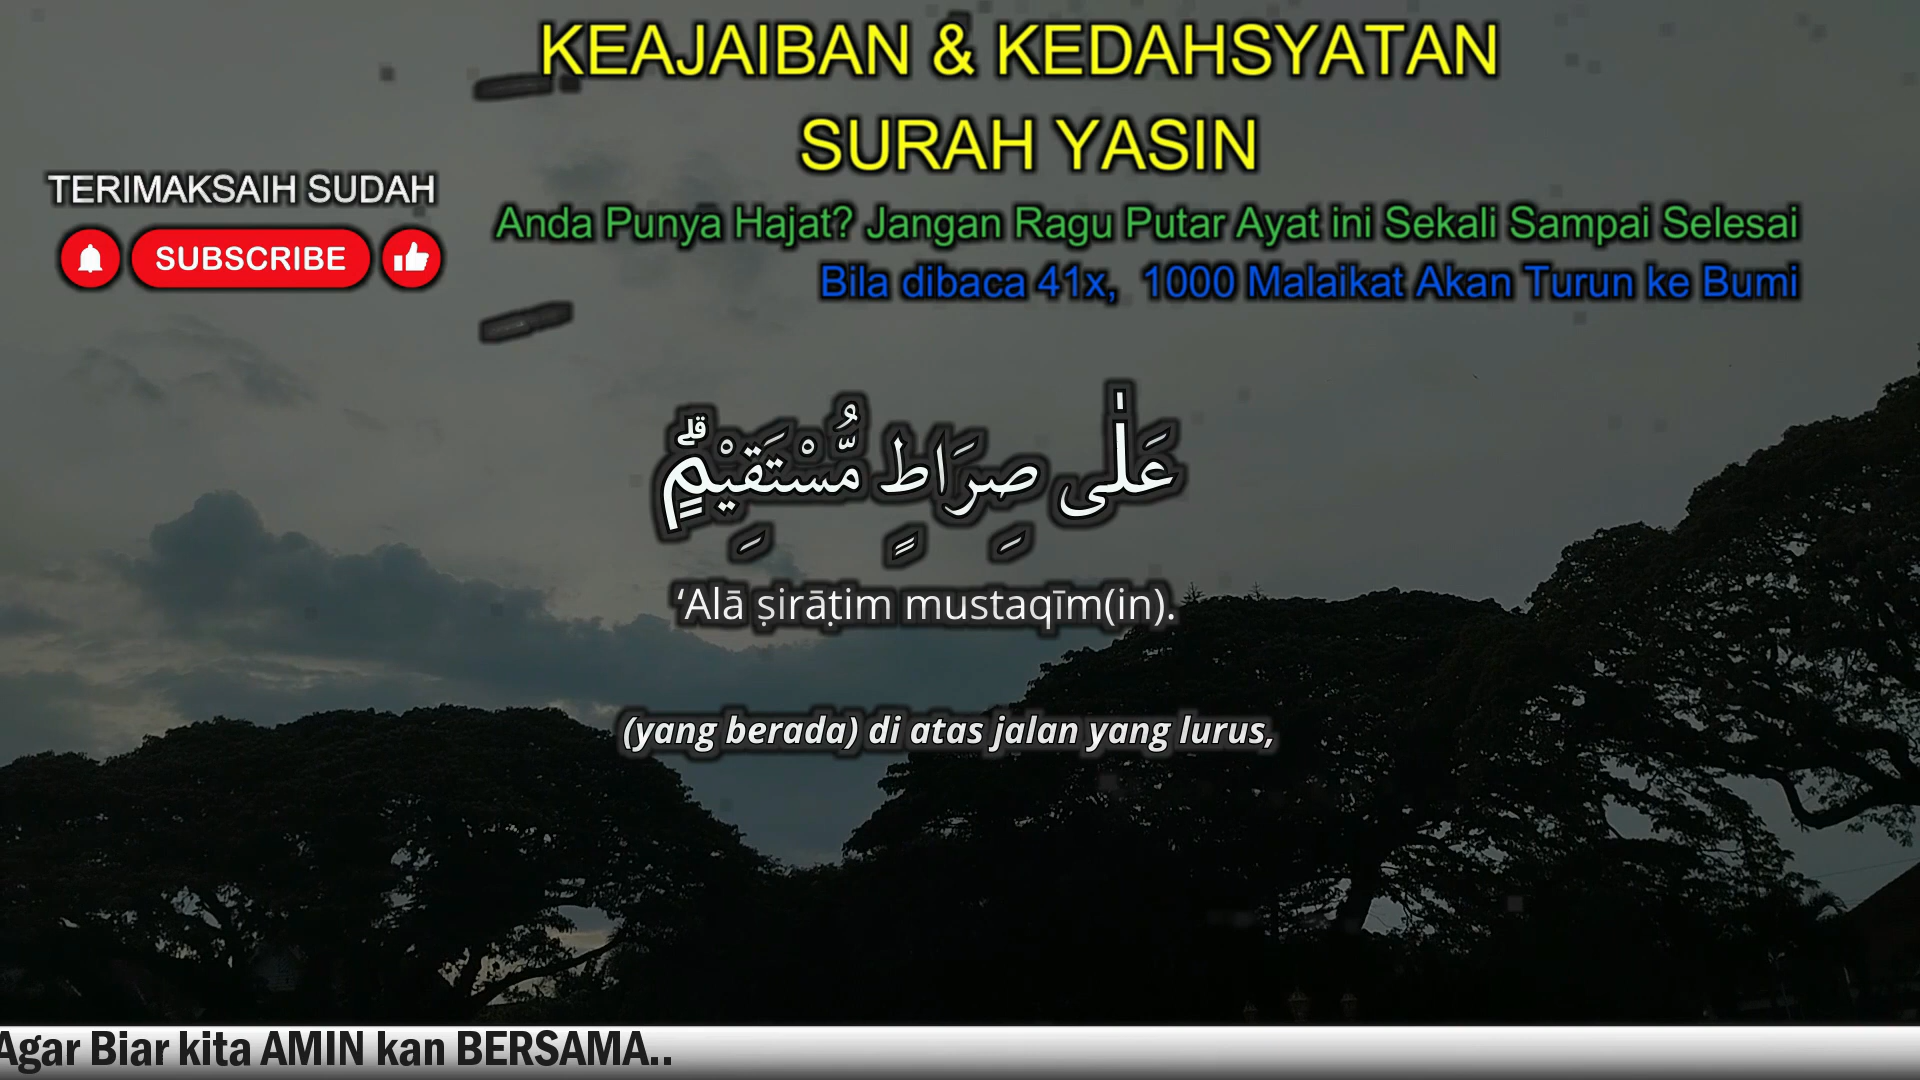 KEAJAIBAN & KEDAHSYATAN
SURAH YASIN
TERIMAKSAIH SUDAH
SUBSCRIBE
Anda Punya Hajat? Jangan Ragu Putar Ayat ini Sekali Sampai Selesai
Bila dibaca 41x, 1000 Malaikat Akan Turun ke Bumi
عَلٰى صِرَاطٍ مُّسْتَقِيْمٍۗ
‘Alā ṣirāṭim mustaqīm(in).
(yang berada) di atas jalan yang lurus,
Agar Biar kita AMIN kan BERSAMA..